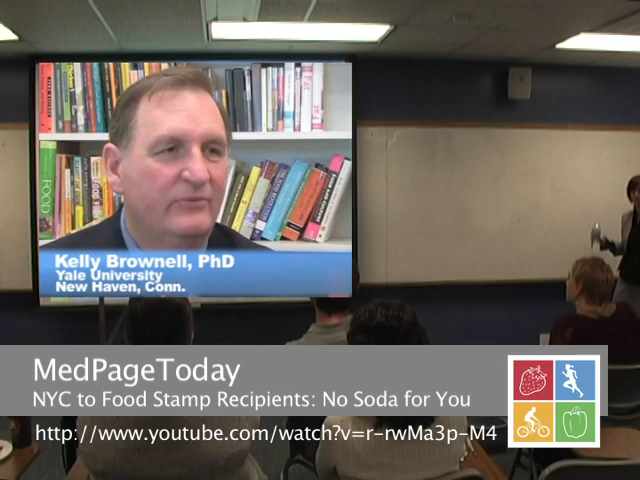 FOOD
Kelly Brownell, PhD
Yale University
New Haven, Conn.
MedPageToday
NYC to Food Stamp Recipients: No Soda for You
http://www.youtube.com/watch?v=r-rwMa3p-M4